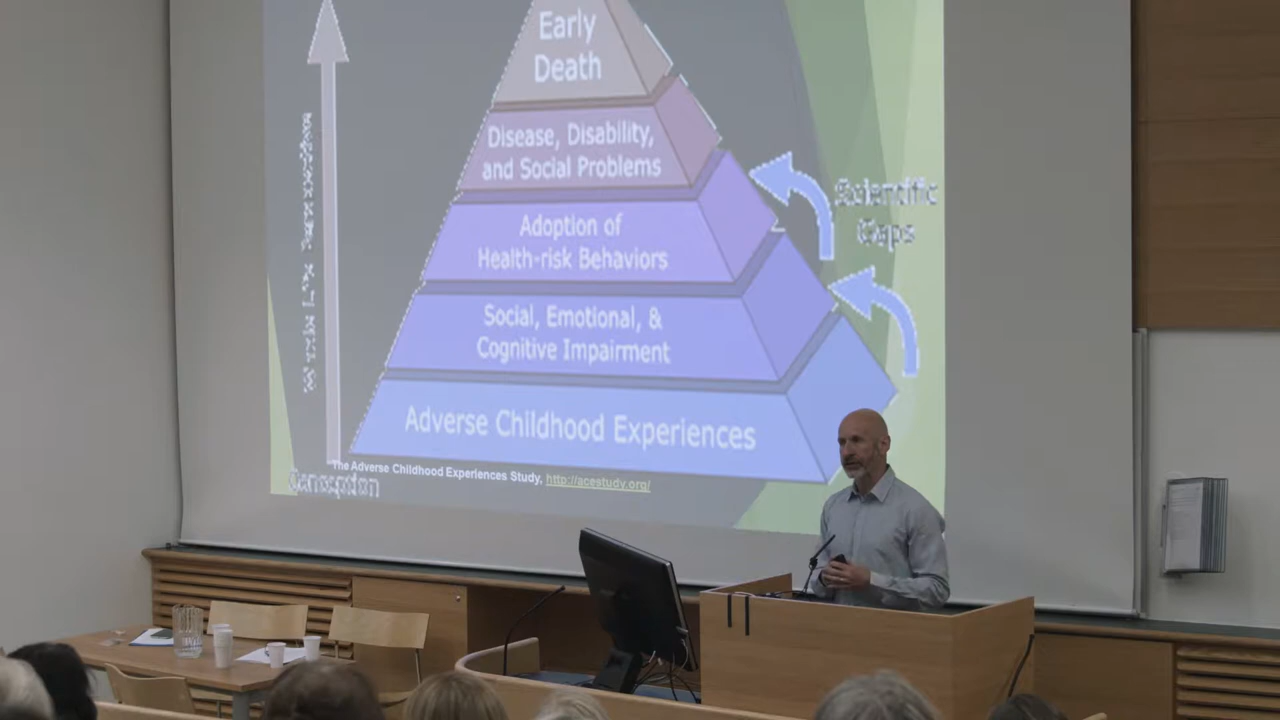 Early
Death
Disease, Disability,
and Social Problems
Scientific
Gaps
Adoption of
Health-risk Behaviors
Social, Emotional, &
Cognitive Impairment
Adverse Childhood Experiences
The Adverse Childhood Experiences Study, http://acestudy.org/
Conception